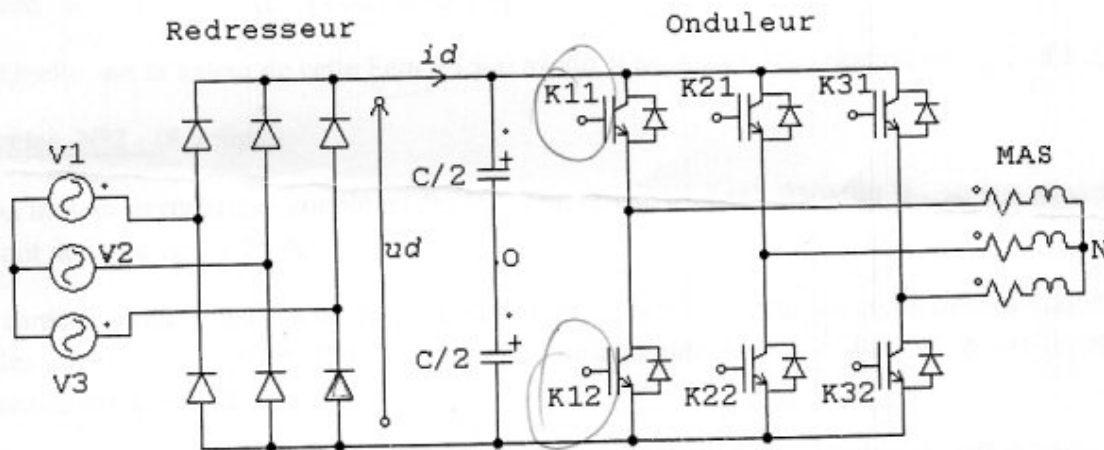 Redresseur
Onduleur
id
K11
K21
K31
V1
V2
V3
C/2
ud
O
C/2
MAS
N
K12
K22
K32